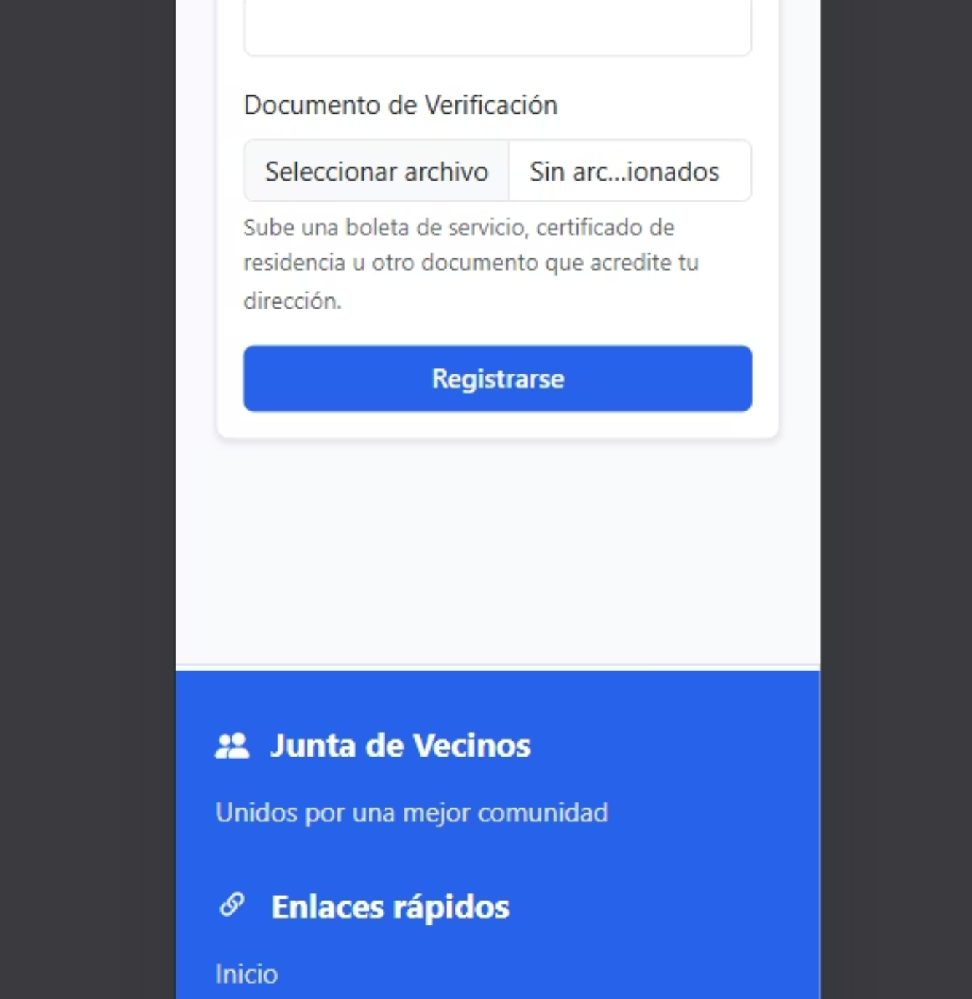 Documento de Verificación
Seleccionar archivo Sin arc...ionados
Sube una boleta de servicio, certificado de
residencia u otro documento que acredite tu
dirección.
Registrarse
Junta de Vecinos
Unidos por una mejor comunidad
Enlaces rápidos
Inicio